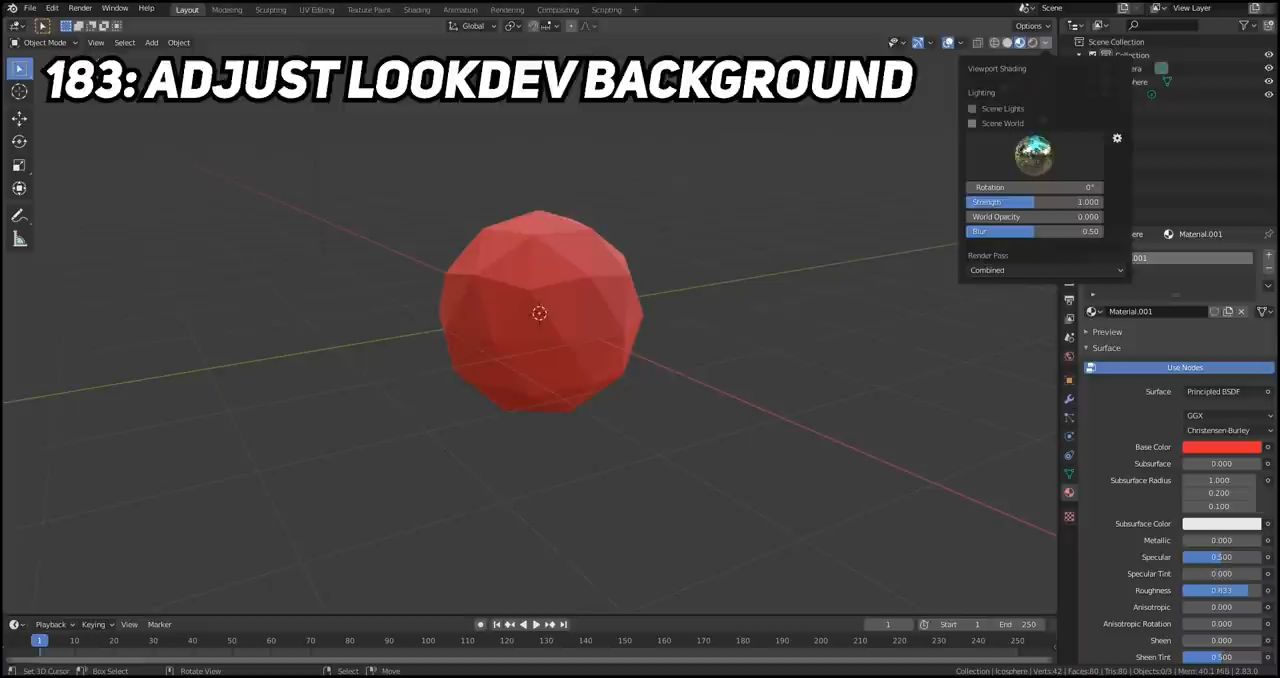 File Edit Render Window Help Layout Modeling Sculpting UV Editing Texture Paint Shading Animation Rendering Compositing Scripting + Scene View Layer
Global Options
Object Mode View Select Add Object Scene Collection
Collection
183: ADJUST LOOKDEV BACKGROUND
Viewport Shading
Lighting
Scene Lights
Scene World
Rotation 0°
Strength 1.000
World Opacity 0.000
Blur 0.50
Render Pass
Combined
era
here
ere Material.001
.001
Material.001
Preview
Surface
Use Nodes
Surface Principled BSDF
GGX
Christensen-Burley
Base Color
Subsurface 0.000
Subsurface Radius 1.000
0.200
0.100
Subsurface Color
Metallic 0.000
Specular 0.500
Specular Tint 0.000
Roughness 0.833
Anisotropic 0.000
Anisotropic Rotation 0.000
Sheen 0.000
Sheen Tint 0.500
Playback Keying View Marker 1 Start 1 End 250
1 10 20 30 40 50 60 70 80 90 100 110 120 130 140 150 160 170 180 190 200 210 220 230 240 250
Set 3D Cursor Box Select Rotate View Select Move Collection | Icosphere | Verts:42 | Faces:80 | Tris:80 | Objects:0/3 | Mem: 40.1 MiB | 2.83.0